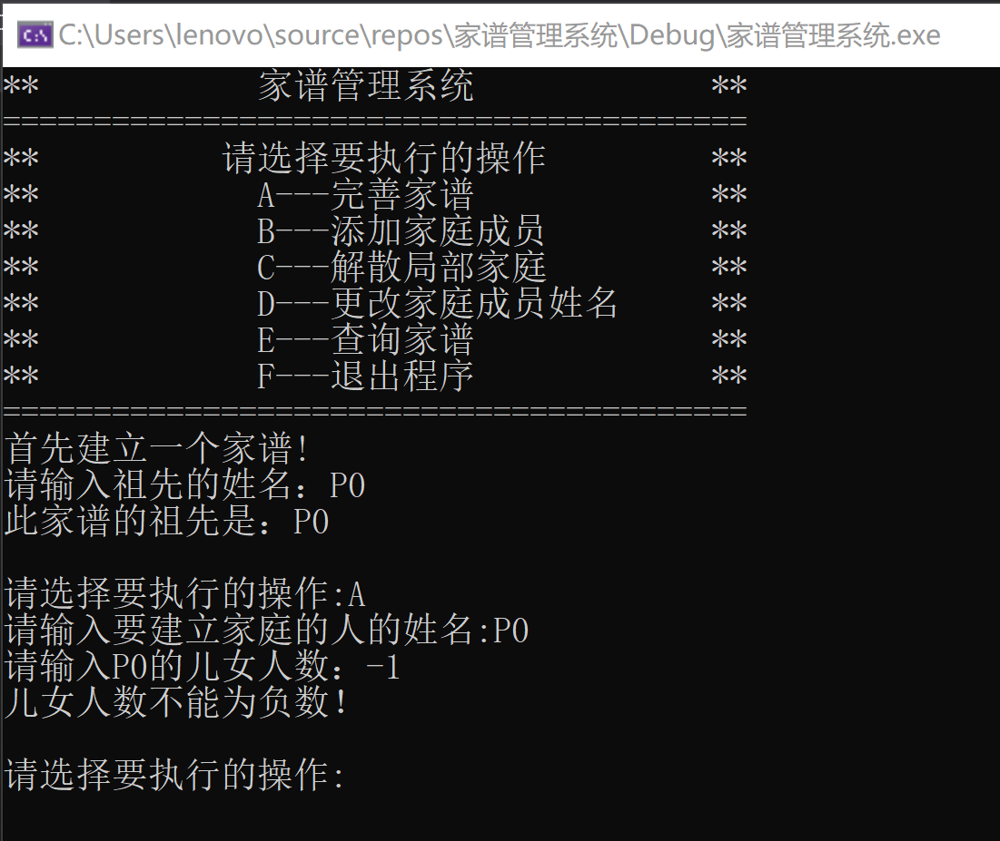 C:\Users\lenovo\source\repos\家谱管理系统\Debug\家谱管理系统.exe
** 家谱管理系统 **
=========================================
** 请选择要执行的操作 **
** A---完善家谱 **
** B---添加家庭成员 **
** C---解散局部家庭 **
** D---更改家庭成员姓名 **
** E---查询家谱 **
** F---退出程序 **
=========================================
首先建立一个家谱!
请输入祖先的姓名：P0
此家谱的祖先是：P0
请选择要执行的操作:A
请输入要建立家庭的人的姓名:P0
请输入P0的儿女人数：-1
儿女人数不能为负数!
请选择要执行的操作: